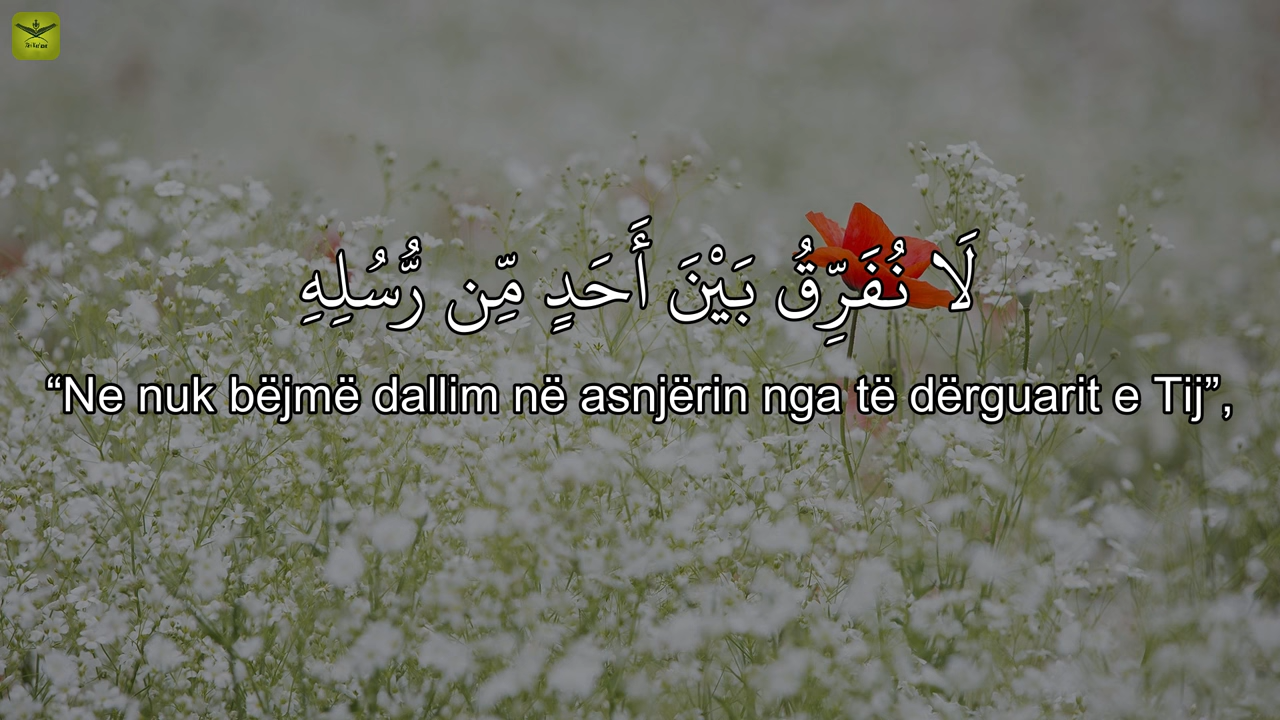 لَا نُفَرِّقُ بَيْنَ أَحَدٍ مِّن رُّسُلِهِ
“Ne nuk bëjmë dallim në asnjërin nga të dërguarit e Tij”,